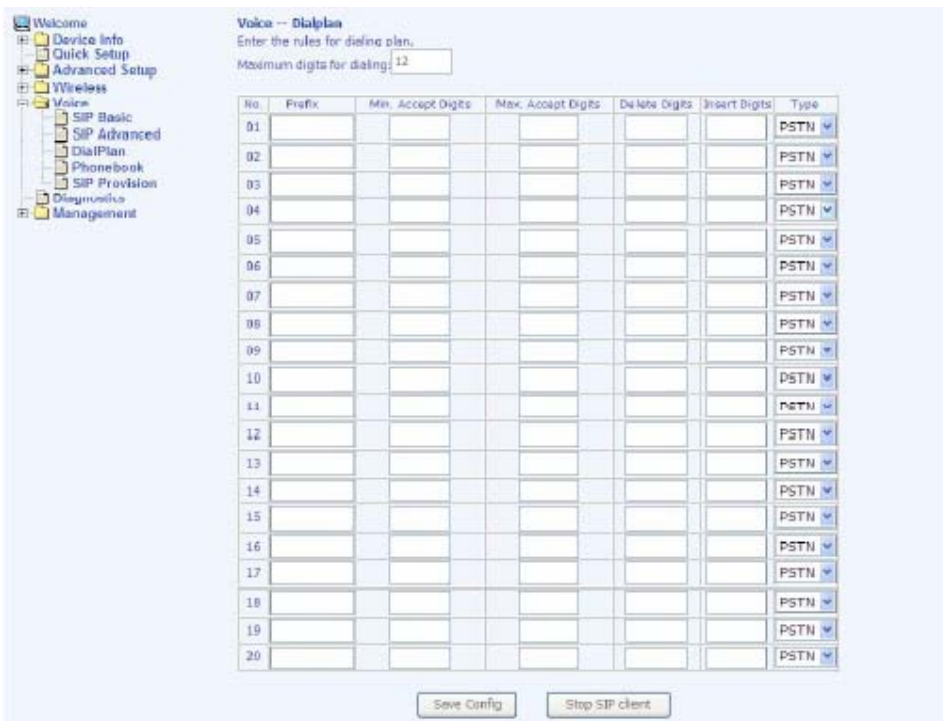 Welcome
Device Info
Quick Setup
Advanced Setup
Wireless
Voice
SIP Basic
SIP Advanced
DialPlan
Phonebook
SIP Provision
Diagnostics
Management
Voice -- Dialplan
Enter the rules for dialing plan.
Maximum digits for dialing: 12
No. Prefix Min. Accept Digits Max. Accept Digits Delete Digits Insert Digits Type
01 PSTN
02 PSTN
03 PSTN
04 PSTN
05 PSTN
06 PSTN
07 PSTN
08 PSTN
09 PSTN
10 PSTN
11 PSTN
12 PSTN
13 PSTN
14 PSTN
15 PSTN
16 PSTN
17 PSTN
18 PSTN
19 PSTN
20 PSTN
Save Config Stop SIP client